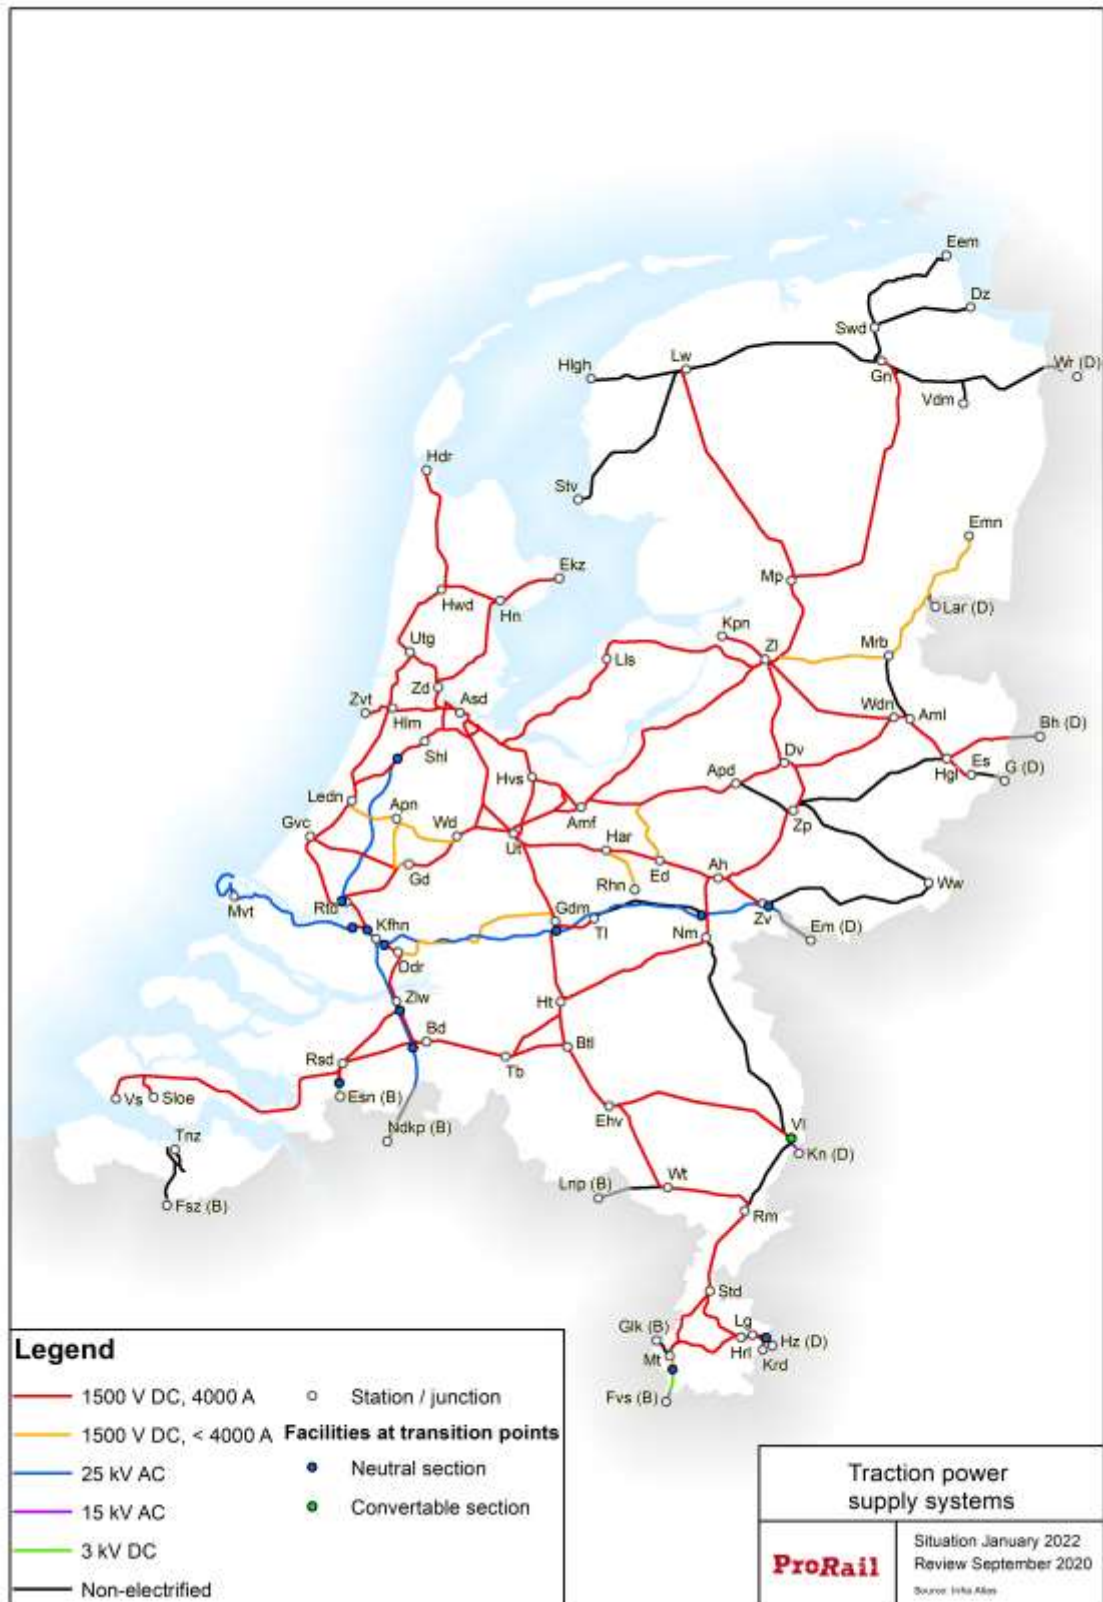 Eem
Dz
Swd
Lw
Wr (D)
Hlgh
Gn
Vdm
Hdr
Stv
Emn
Ekz
Mp
Hwd
Hn
Lar (D)
Kpn
Utg
Zl
Mrb
Lls
Zd
Asd
Zvt
Wdn
Hlm
Aml
Bh (D)
Shl
Dv
Hgl
Es
G (D)
Hvs
Apd
Ledn
Apn
Amf
Zp
Gvc
Wd
Ut
Har
Gd
Ed
Ah
Rhn
Ww
Mvt
Rtd
Gdm
Zv
Kfhn
Tl
Em (D)
Nm
Ddr
Zlw
Ht
Bd
Btl
Rsd
Tb
Vs
Sloe
Esn (B)
Ehv
Ndkp (B)
Vl
Tnz
Kn (D)
Lnp (B)
Wt
Fsz (B)
Rm
Std
Glk (B)
Lg
Hz (D)
Mt
Hrl
Krd
Fvs (B)
Legend
1500 V DC, 4000 A
1500 V DC, < 4000 A
25 kV AC
15 kV AC
3 kV DC
Non-electrified
Station / junction
Facilities at transition points
Neutral section
Convertable section
Traction power
supply systems
ProRail
Situation January 2022
Review September 2020
Source: Infra Atlas